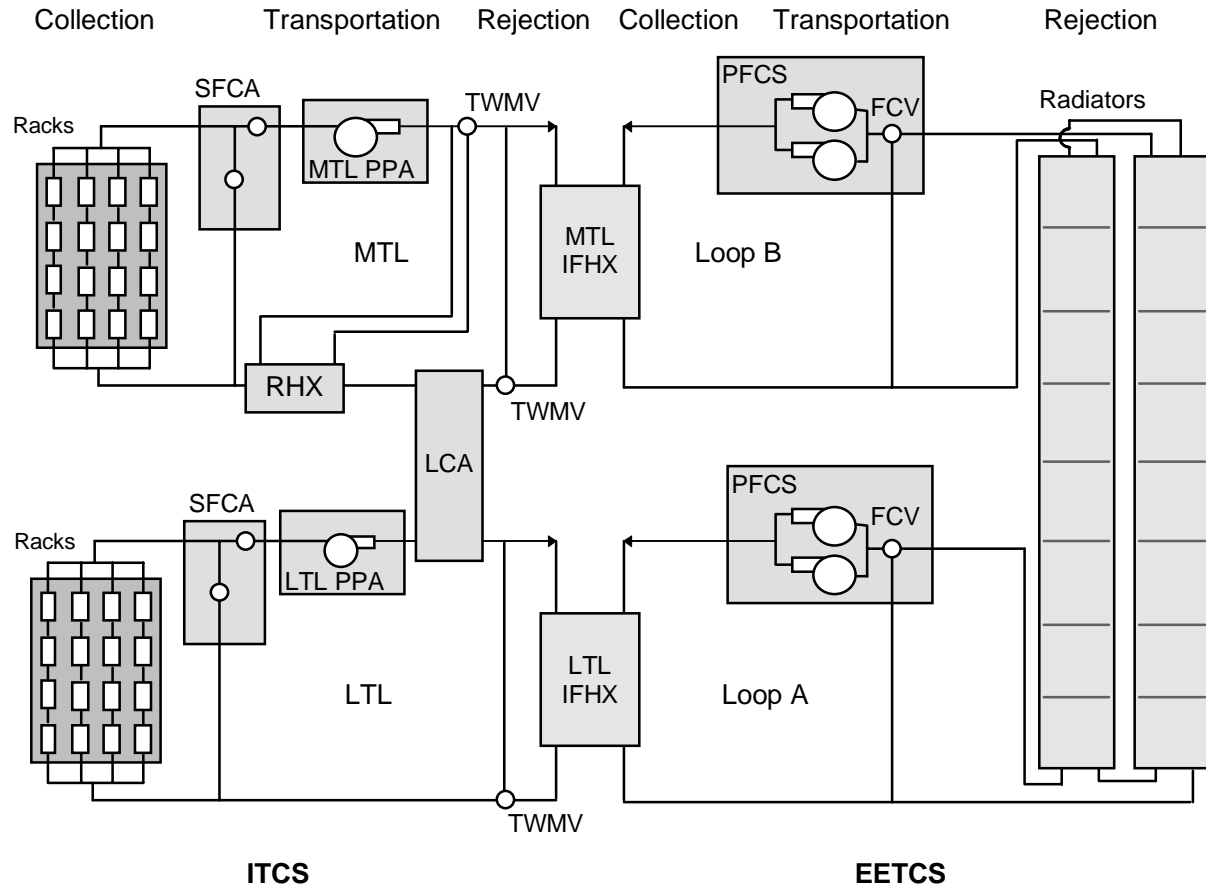 Collection Transportation Rejection Collection Transportation Rejection
PFCS
SFCA
TWMV
FCV
Radiators
Racks
MTL PPA
MTL
MTL
IFHX
Loop B
RHX
TWMV
LCA
PFCS
SFCA
FCV
Racks
LTL PPA
LTL
LTL
IFHX
Loop A
TWMV
ITCS EETCS